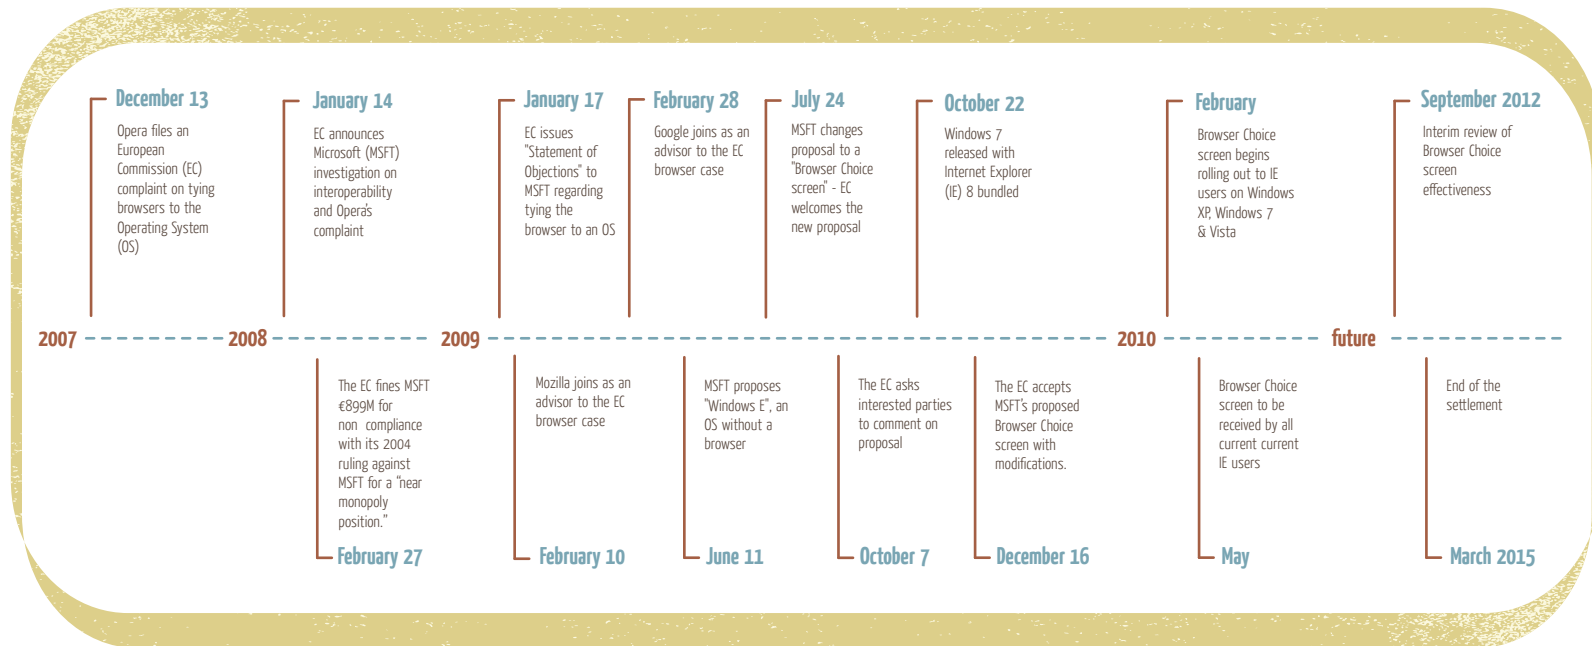 December 13
Opera files an
European
Commission (EC)
complaint on tying
browsers to the
Operating System
(OS)
January 14
EC announces
Microsoft (MSFT)
investigation on
interoperability
and Opera's
complaint
January 17
EC issues
"Statement of
Objections" to
MSFT regarding
tying the
browser to an OS
February 28
Google joins as an
advisor to the EC
browser case
July 24
MSFT changes
proposal to a
"Browser Choice
screen" - EC
welcomes the
new proposal
October 22
Windows 7
released with
Internet Explorer
(IE) 8 bundled
February
Browser Choice
screen begins
rolling out to IE
users on Windows
XP, Windows 7
& Vista
September 2012
Interim review of
Browser Choice
screen
effectiveness
2007
2008
2009
2010
future
The EC fines MSFT
€899M for
non compliance
with its 2004
ruling against
MSFT for a “near
monopoly
position.”
February 27
Mozilla joins as an
advisor to the EC
browser case
February 10
MSFT proposes
"Windows E", an
OS without a
browser
June 11
The EC asks
interested parties
to comment on
proposal
October 7
The EC accepts
MSFT's proposed
Browser Choice
screen with
modifications.
December 16
Browser Choice
screen to be
received by all
current current
IE users
May
End of the
settlement
March 2015